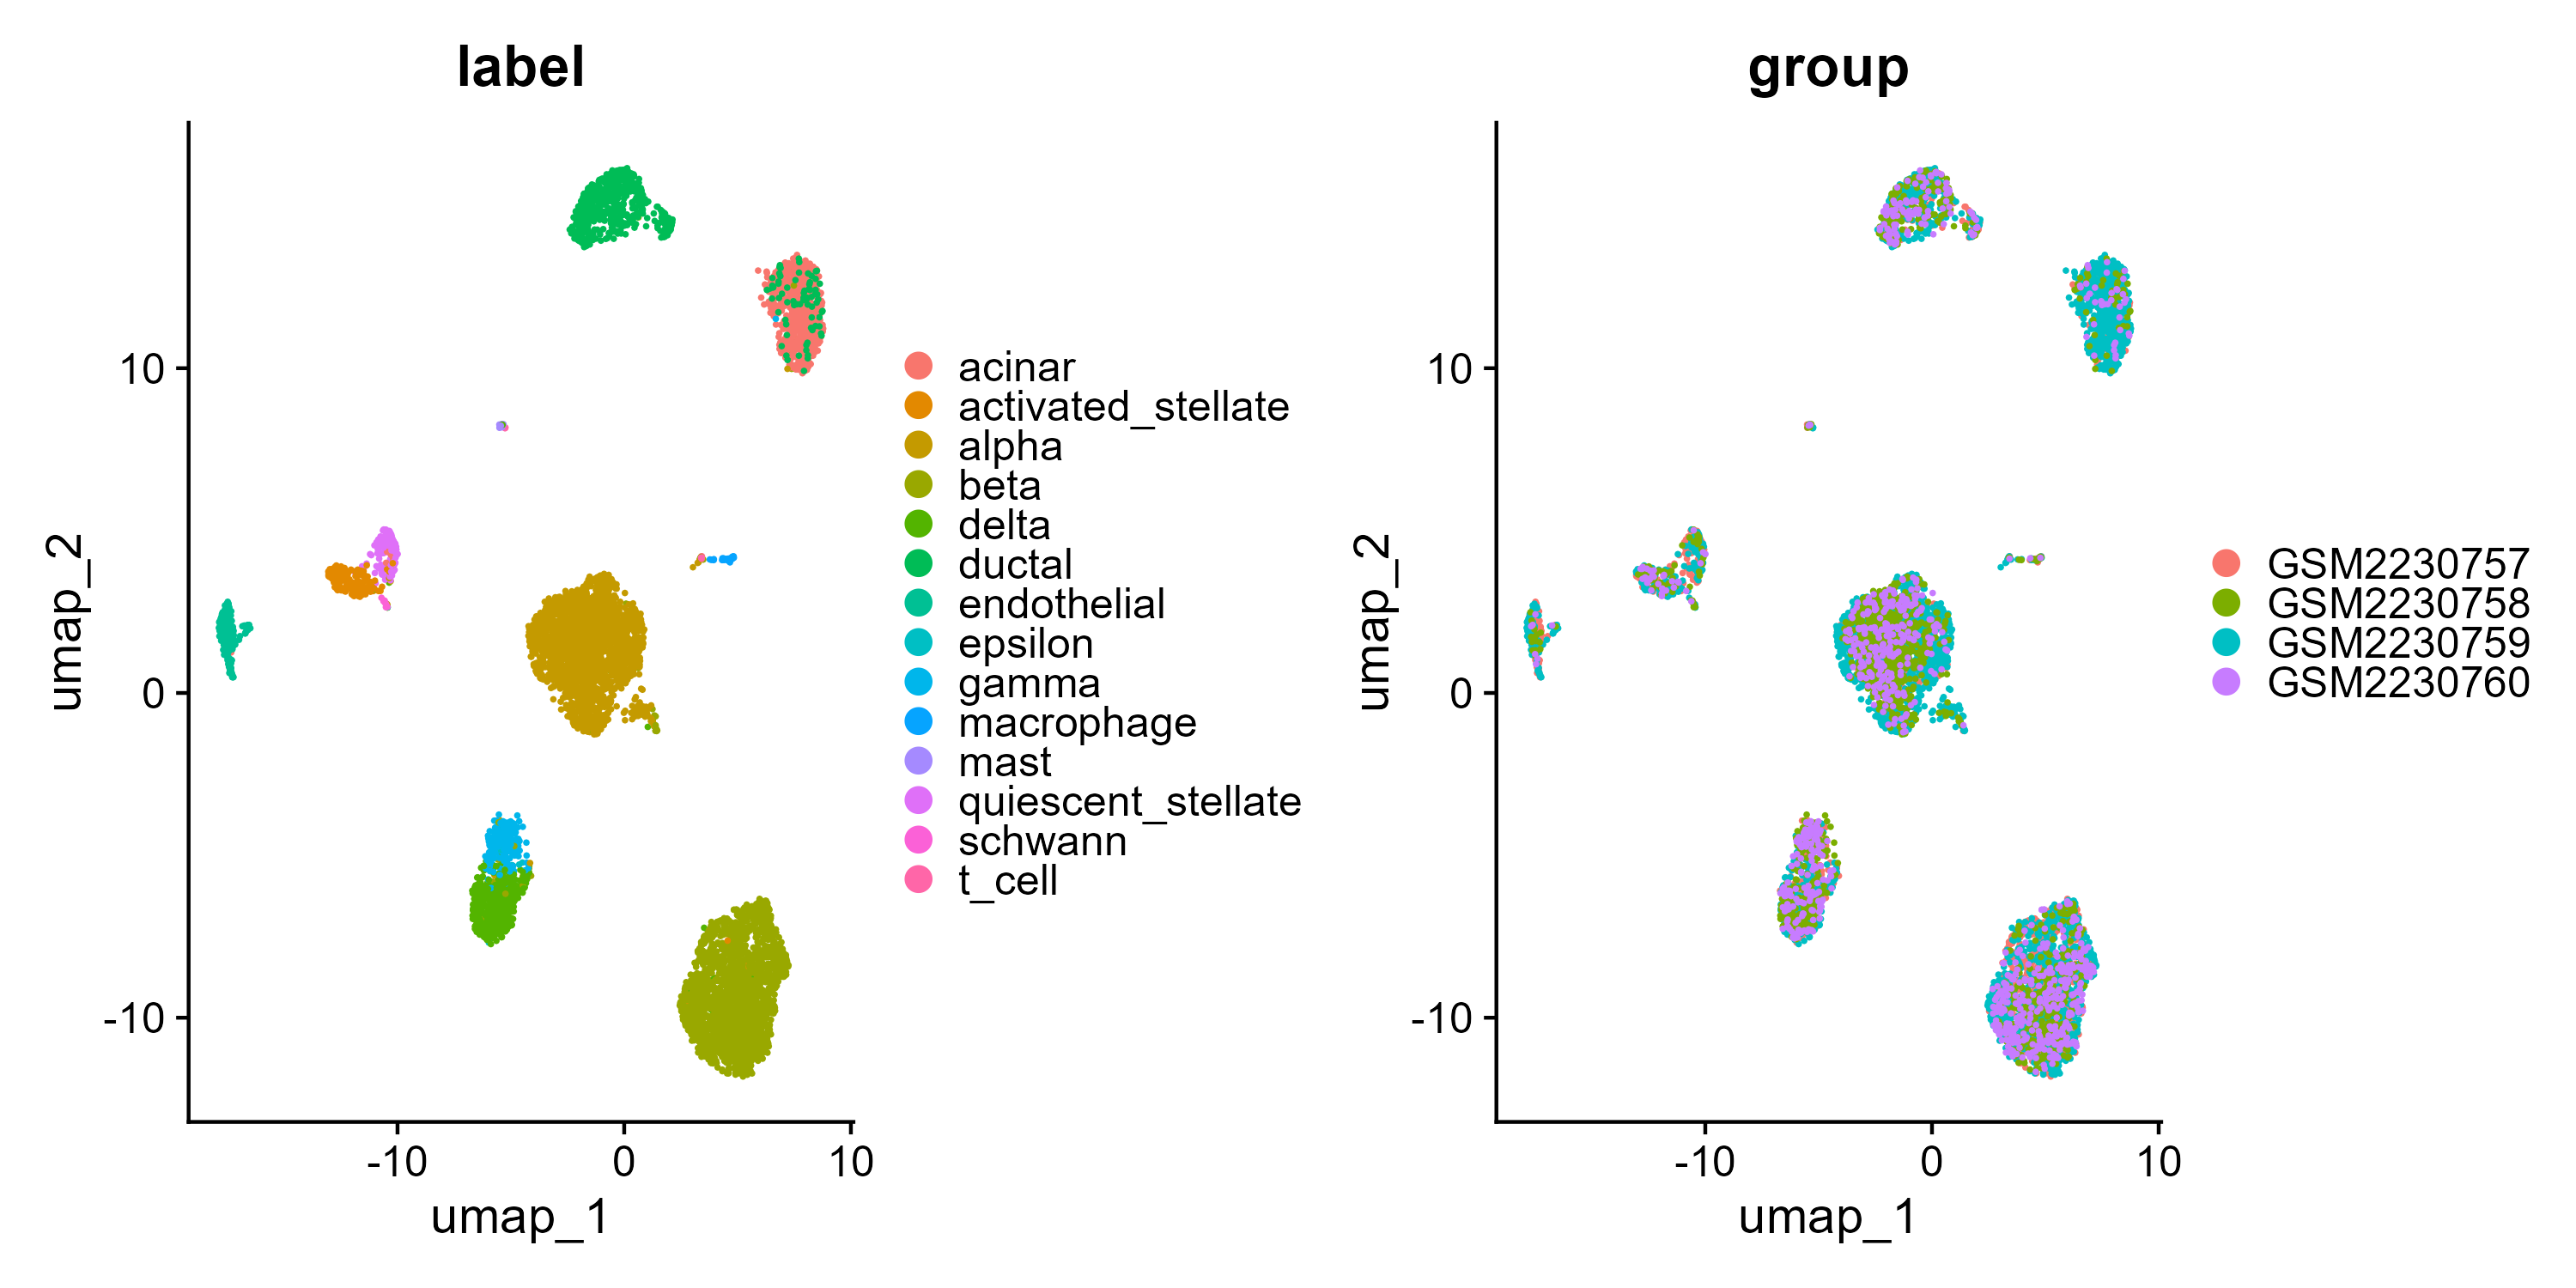 label
umap_2
10
0
-10
-10
0
10
umap_1
acinar
activated_stellate
alpha
beta
delta
ductal
endothelial
epsilon
gamma
macrophage
mast
quiescent_stellate
schwann
t_cell
group
umap_2
10
0
-10
-10
0
10
umap_1
GSM2230757
GSM2230758
GSM2230759
GSM2230760